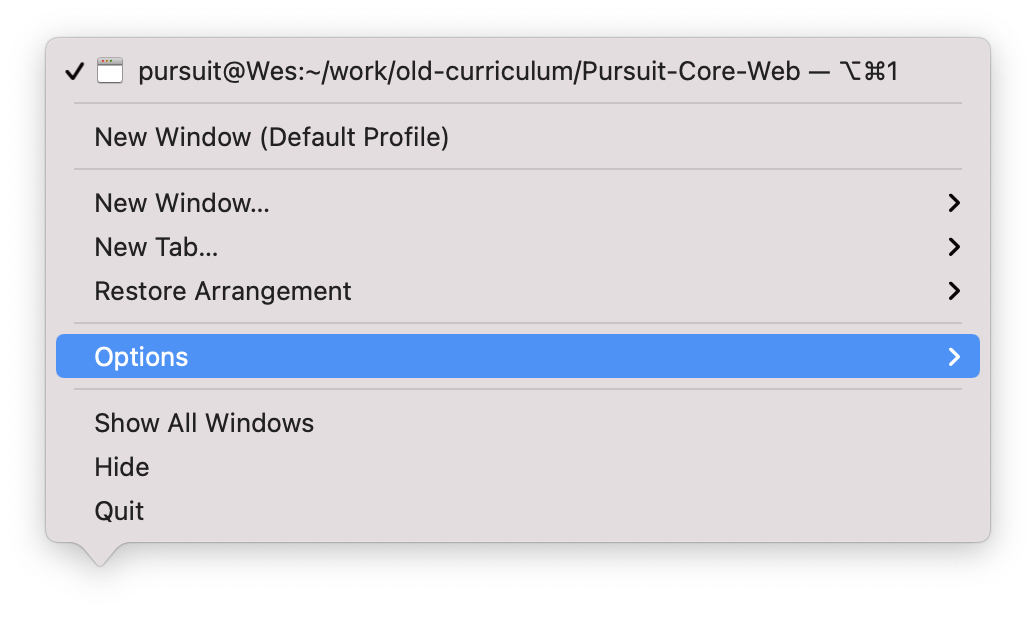 ✓ pursuit@Wes:~/work/old-curriculum/Pursuit-Core-Web — ⌥⌘1
New Window (Default Profile)
New Window...
New Tab...
Restore Arrangement
Options
Show All Windows
Hide
Quit